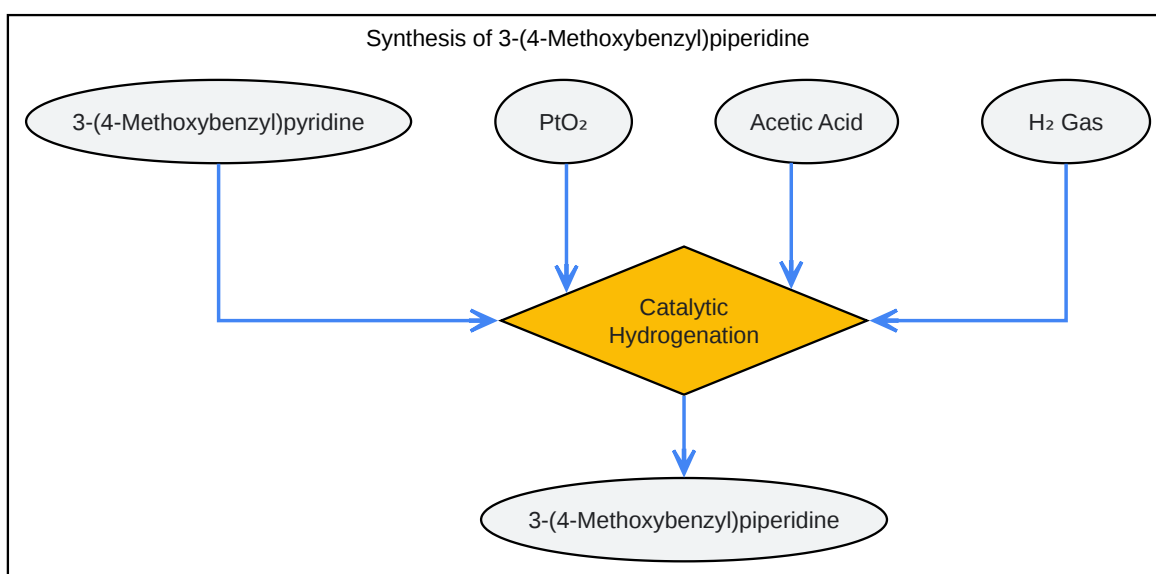 Synthesis of 3-(4-Methoxybenzyl)piperidine
3-(4-Methoxybenzyl)pyridine
PtO₂
Acetic Acid
H₂ Gas
Catalytic
Hydrogenation
3-(4-Methoxybenzyl)piperidine